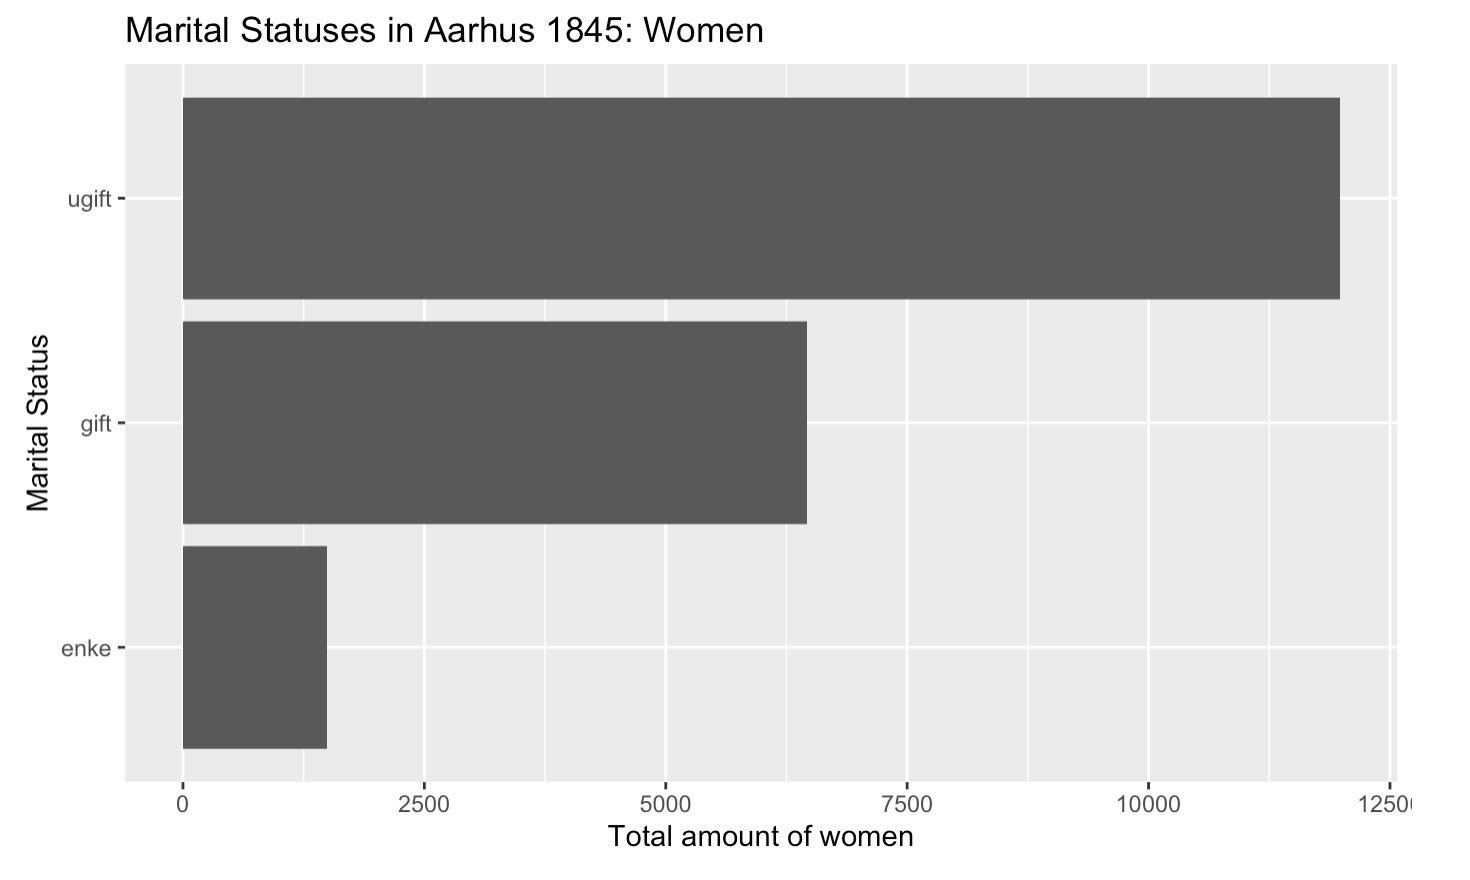 Marital Statuses in Aarhus 1845: Women
ugift
gift
enke
Marital Status
0 2500 5000 7500 10000 1250
Total amount of women